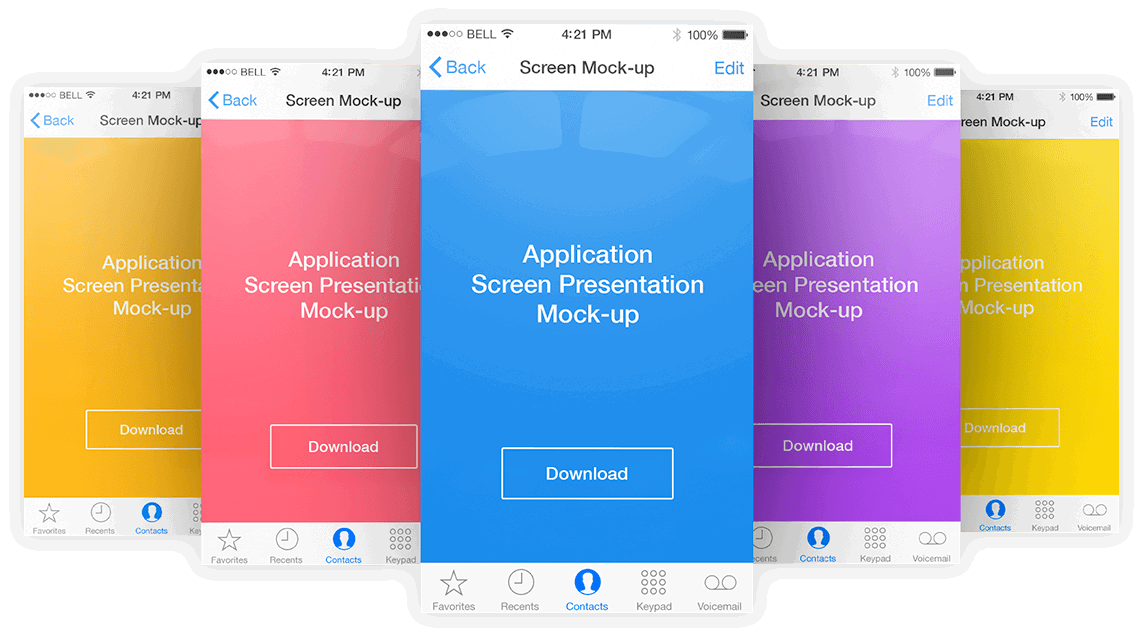 BELL 4:21 PM
Back Screen Mock-up
Application
Screen Presenta
Mock-up
Download
Favorites Recents Contacts Key
BELL 4:21 PM
Back Screen Mock-up
Application
Screen Presentati
Mock-up
Download
Favorites Recents Contacts Keypad
BELL 4:21 PM 100%
Back Screen Mock-up Edit
Application
Screen Presentation
Mock-up
Download
Favorites Recents Contacts Keypad Voicemail
4:21 PM 100%
Screen Mock-up Edit
Application
een Presentation
Mock-up
Download
ecents Contacts Keypad Voicemail
4:21 PM 100%
reen Mock-up Edit
pplication
n Presentation
ock-up
Download
Contacts Keypad Voicemail